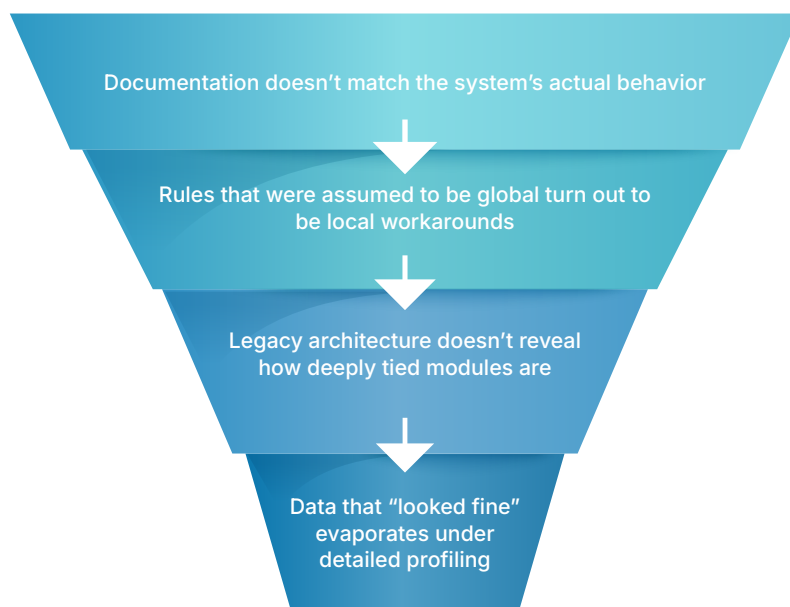 Documentation doesn’t match the system’s actual behavior
Rules that were assumed to be global turn out to
be local workarounds
Legacy architecture doesn’t reveal
how deeply tied modules are
Data that “looked fine”
evaporates under
detailed profiling